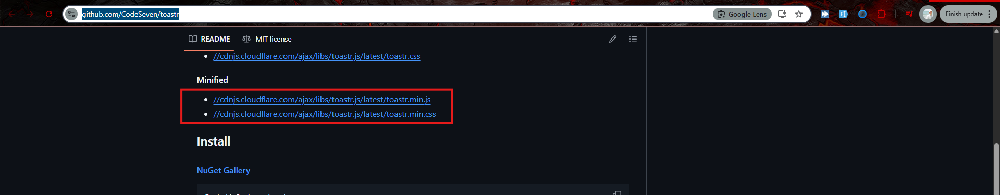 github.com/CodeSeven/toastr
Google Lens
Finish update
README
MIT license
//cdnjs.cloudflare.com/ajax/libs/toastr.js/latest/toastr.css
Minified
//cdnjs.cloudflare.com/ajax/libs/toastr.js/latest/toastr.min.js
//cdnjs.cloudflare.com/ajax/libs/toastr.js/latest/toastr.min.css
Install
NuGet Gallery